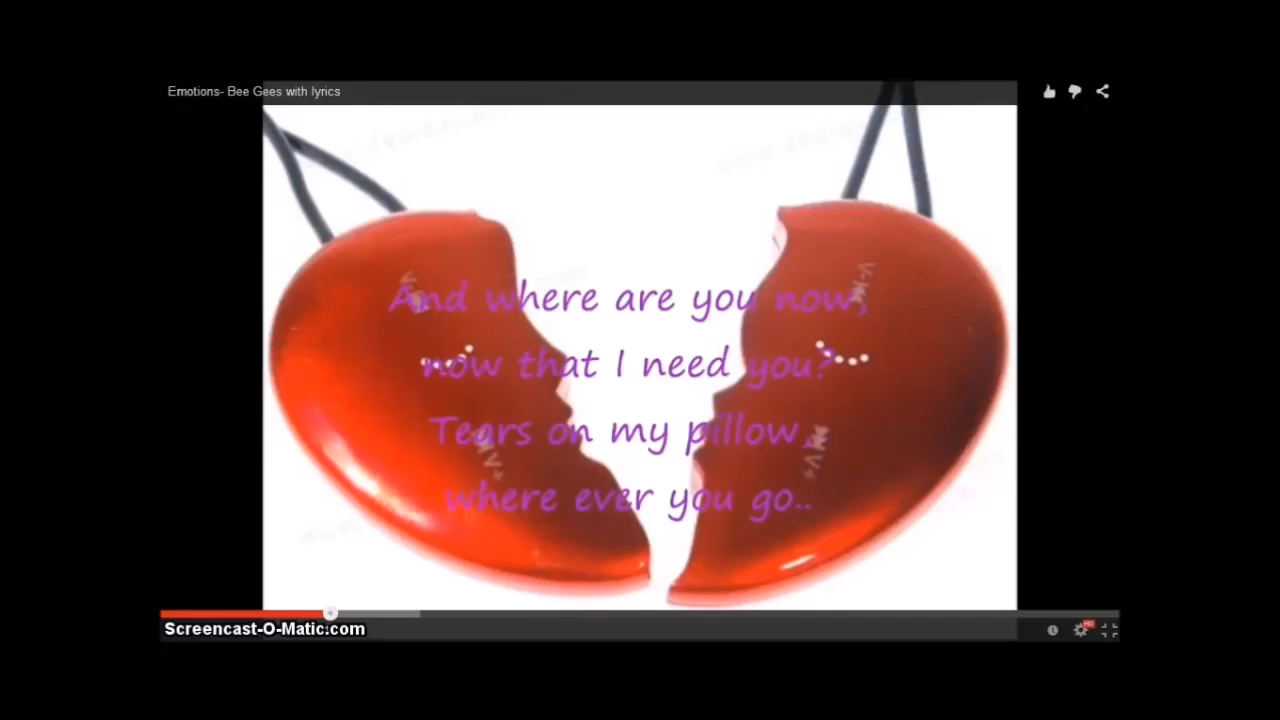 Emotions- Bee Gees with lyrics
And where are you now,
now that I need you?
Tears on my pillow,
where ever you go..
HD
Screencast-O-Matic.com